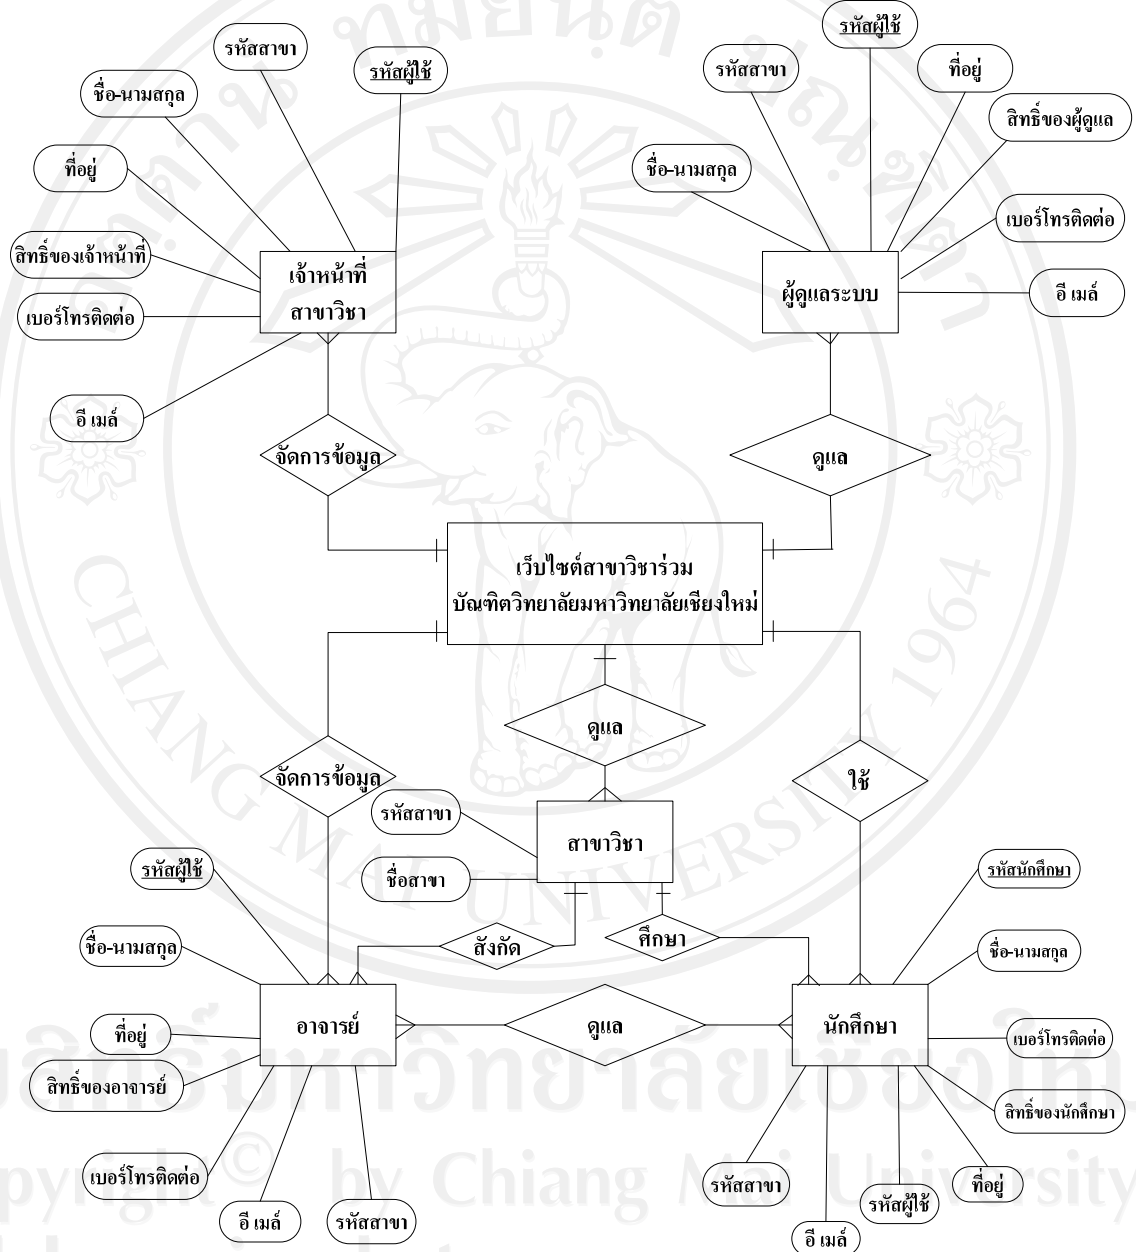 รหัสสาขา
รหัสผู้ใช้
ชื่อ-นามสกุล
ที่อยู่
สิทธิ์ของเจ้าหน้าที่
เบอร์โทรติดต่อ
อี เมล์
เจ้าหน้าที่
สาขาวิชา
รหัสผู้ใช้
รหัสสาขา
ที่อยู่
สิทธิ์ของผู้ดูแล
ชื่อ-นามสกุล
เบอร์โทรติดต่อ
อี เมล์
ผู้ดูแลระบบ
จัดการข้อมูล
ดูแล
เว็บไซต์สาขาวิชาร่วม
บัณฑิตวิทยาลัยมหาวิทยาลัยเชียงใหม่
ดูแล
จัดการข้อมูล
ใช้
รหัสสาขา
สาขาวิชา
ชื่อสาขา
รหัสผู้ใช้
รหัสนักศึกษา
สังกัด
ศึกษา
ชื่อ-นามสกุล
ชื่อ-นามสกุล
อาจารย์
ดูแล
นักศึกษา
ที่อยู่
เบอร์โทรติดต่อ
สิทธิ์ของอาจารย์
สิทธิ์ของนักศึกษา
เบอร์โทรติดต่อ
อี เมล์
รหัสสาขา
รหัสสาขา
อี เมล์
รหัสผู้ใช้
ที่อยู่
CHIANG MAI UNIVERSITY 1964
by Chiang Mai University